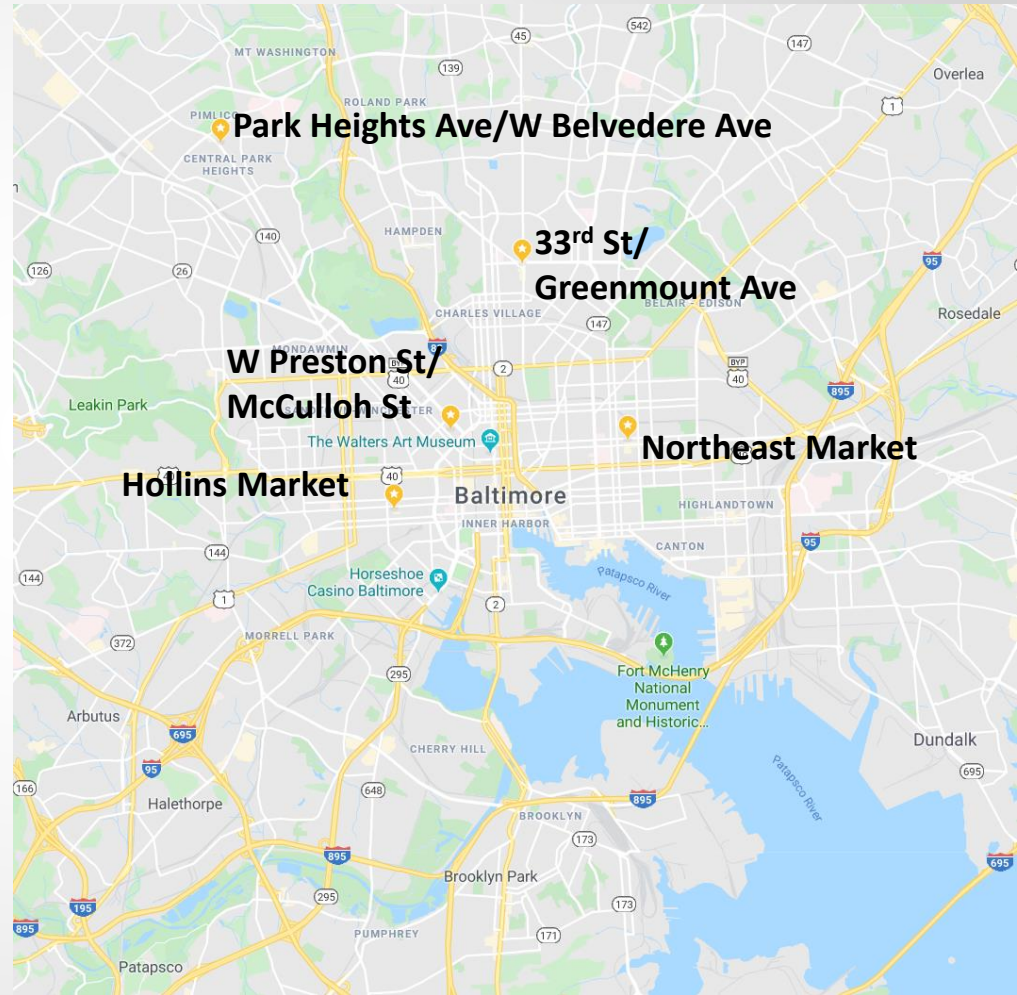 45
542
MT WASHINGTON
147
139
Overlea
1
ROLAND PARK
PIMLICO
Park Heights Ave/W Belvedere Ave
CENTRAL PARK
HEIGHTS
HAMPDEN
33rd St/
Greenmount Ave
140
126
26
95
BELAIR - EDISON
CHARLES VILLAGE
147
Rosedale
MONDAWMIN
W Preston St/
McCulloh St
BYP
40
2
BYP
40
895
Leakin Park
SANDTOWN-WINCHESTER
The Walters Art Museum
Northeast Market
Hollins Market
40
40
Baltimore
INNER HARBOR
HIGHLANDTOWN
CANTON
95
144
144
Horseshoe
Casino Baltimore
Patapsco River
1
2
372
MORRELL PARK
295
Fort McHenry
National
Monument
and Historic...
Arbutus
695
CHERRY HILL
Dundalk
95
695
166
648
Halethorpe
Patapsco River
895
BROOKLYN
173
895
695
Brooklyn Park
295
173
195
895
PUMPHREY
171
Patapsco